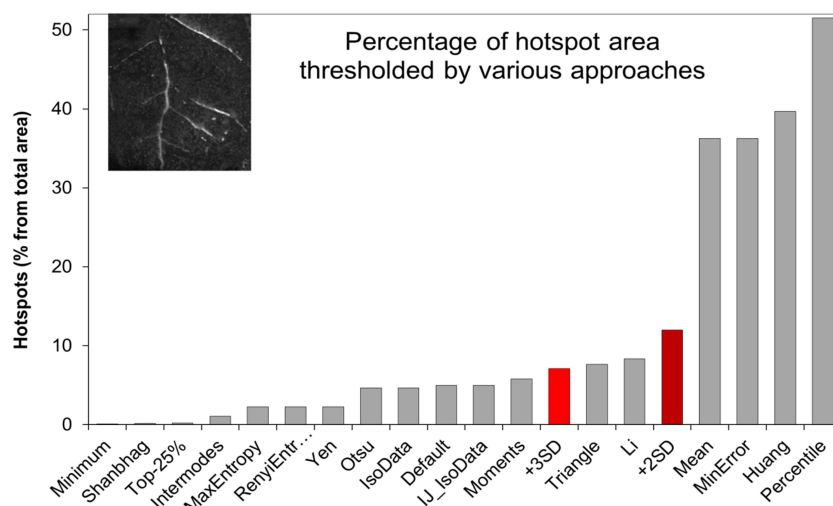 Percentage of hotspot area
thresholded by various approaches
Hotspots (% from total area)
50
40
30
20
10
0
Minimum
Shanbhag
Top-25%
Intermodes
MaxEntropy
RenyiEntr...
Yen
Otsu
IsoData
Default
IJ_IsoData
Moments
+3SD
Triangle
Li
+2SD
Mean
MinError
Huang
Percentile